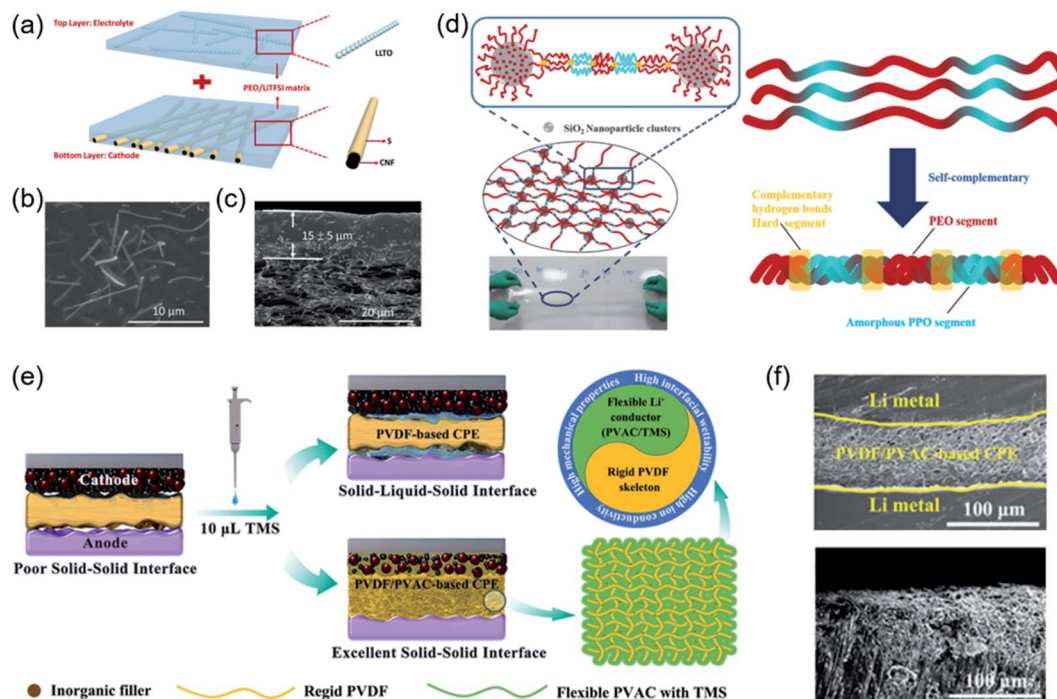 (a)
Top Layer: Electrolyte
LLTO
PEO/LiTFSI
matrix
S
CNF
Bottom Layer: Cathode
(b)
10 μm
(c)
15 ± 5 μm
20 μm
(d)
SiO2 Nanoparticle clusters
Self-complementary
Complementary
hydrogen bonds
Hard segment
PEO segment
Amorphous PPO segment
(e)
Cathode
Anode
Poor Solid-Solid Interface
10 μL TMS
PVDF-based CPE
Solid-Liquid-Solid Interface
PVDF/PVAC-based CPE
Excellent Solid-Solid Interface
High mechanical properties
High interfacial wettability
High ion conductivity
Flexible Li+
conductor
(PVAC/TMS)
Rigid PVDF
skeleton
Inorganic filler
Regid PVDF
Flexible PVAC with TMS
(f)
Li metal
PVDF/PVAC-based CPE
Li metal
100 μm
100 μm